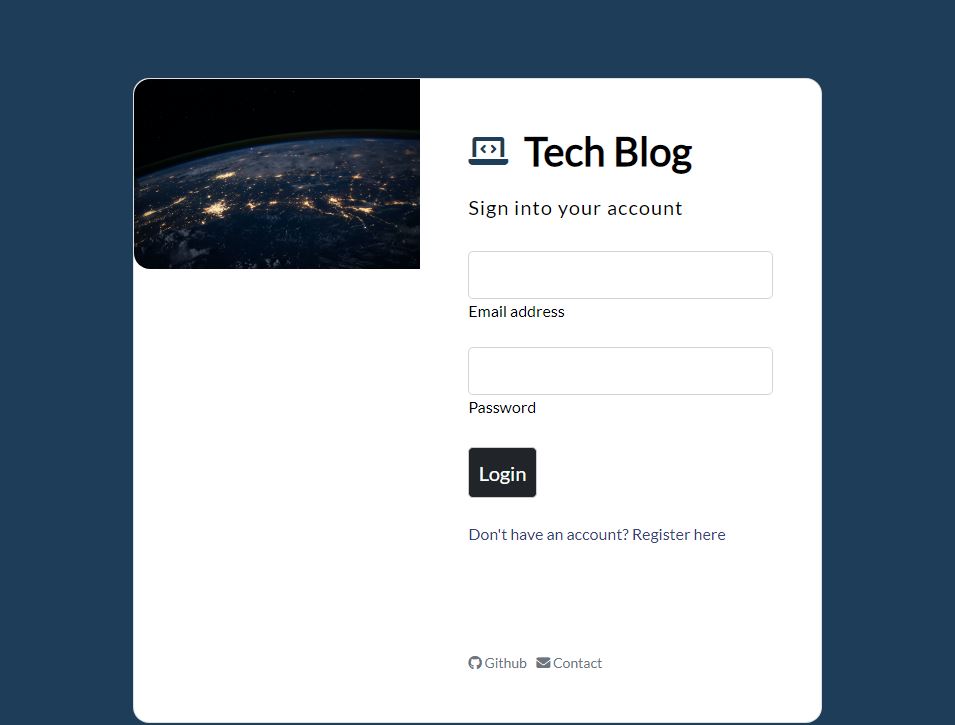 Tech Blog
Sign into your account
Email address
Password
Login
Don't have an account? Register here
Github Contact